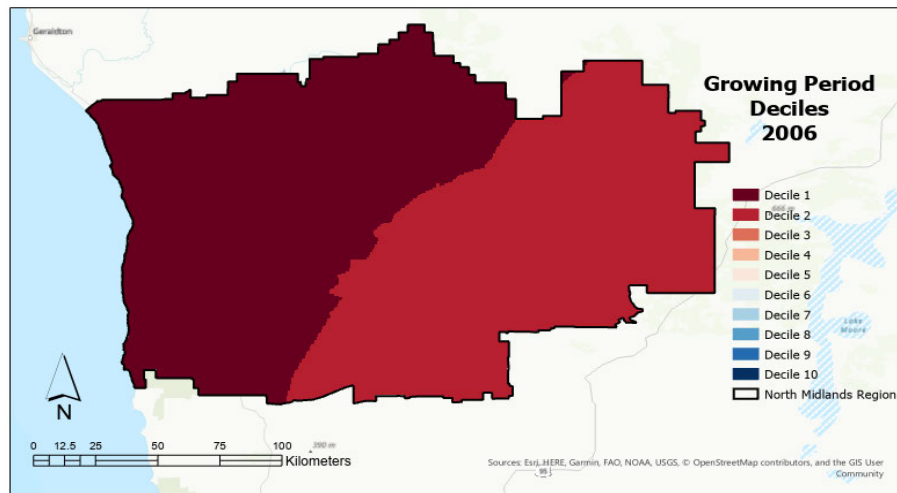 Geraldton
Growing Period
Deciles
2006
Decile 1
666 m
Decile 2
Decile 3
Decile 4
Decile 5
Decile 6
Decile 7
Decile 8
Lake
Moore
Decile 9
Decile 10
North Midlands Region
N
0 12.5 25 50 75 100
Kilometers
200 m
95
Sources: Esri, HERE, Garmin, FAO, NOAA, USGS, © OpenStreetMap contributors, and the GIS User
Community